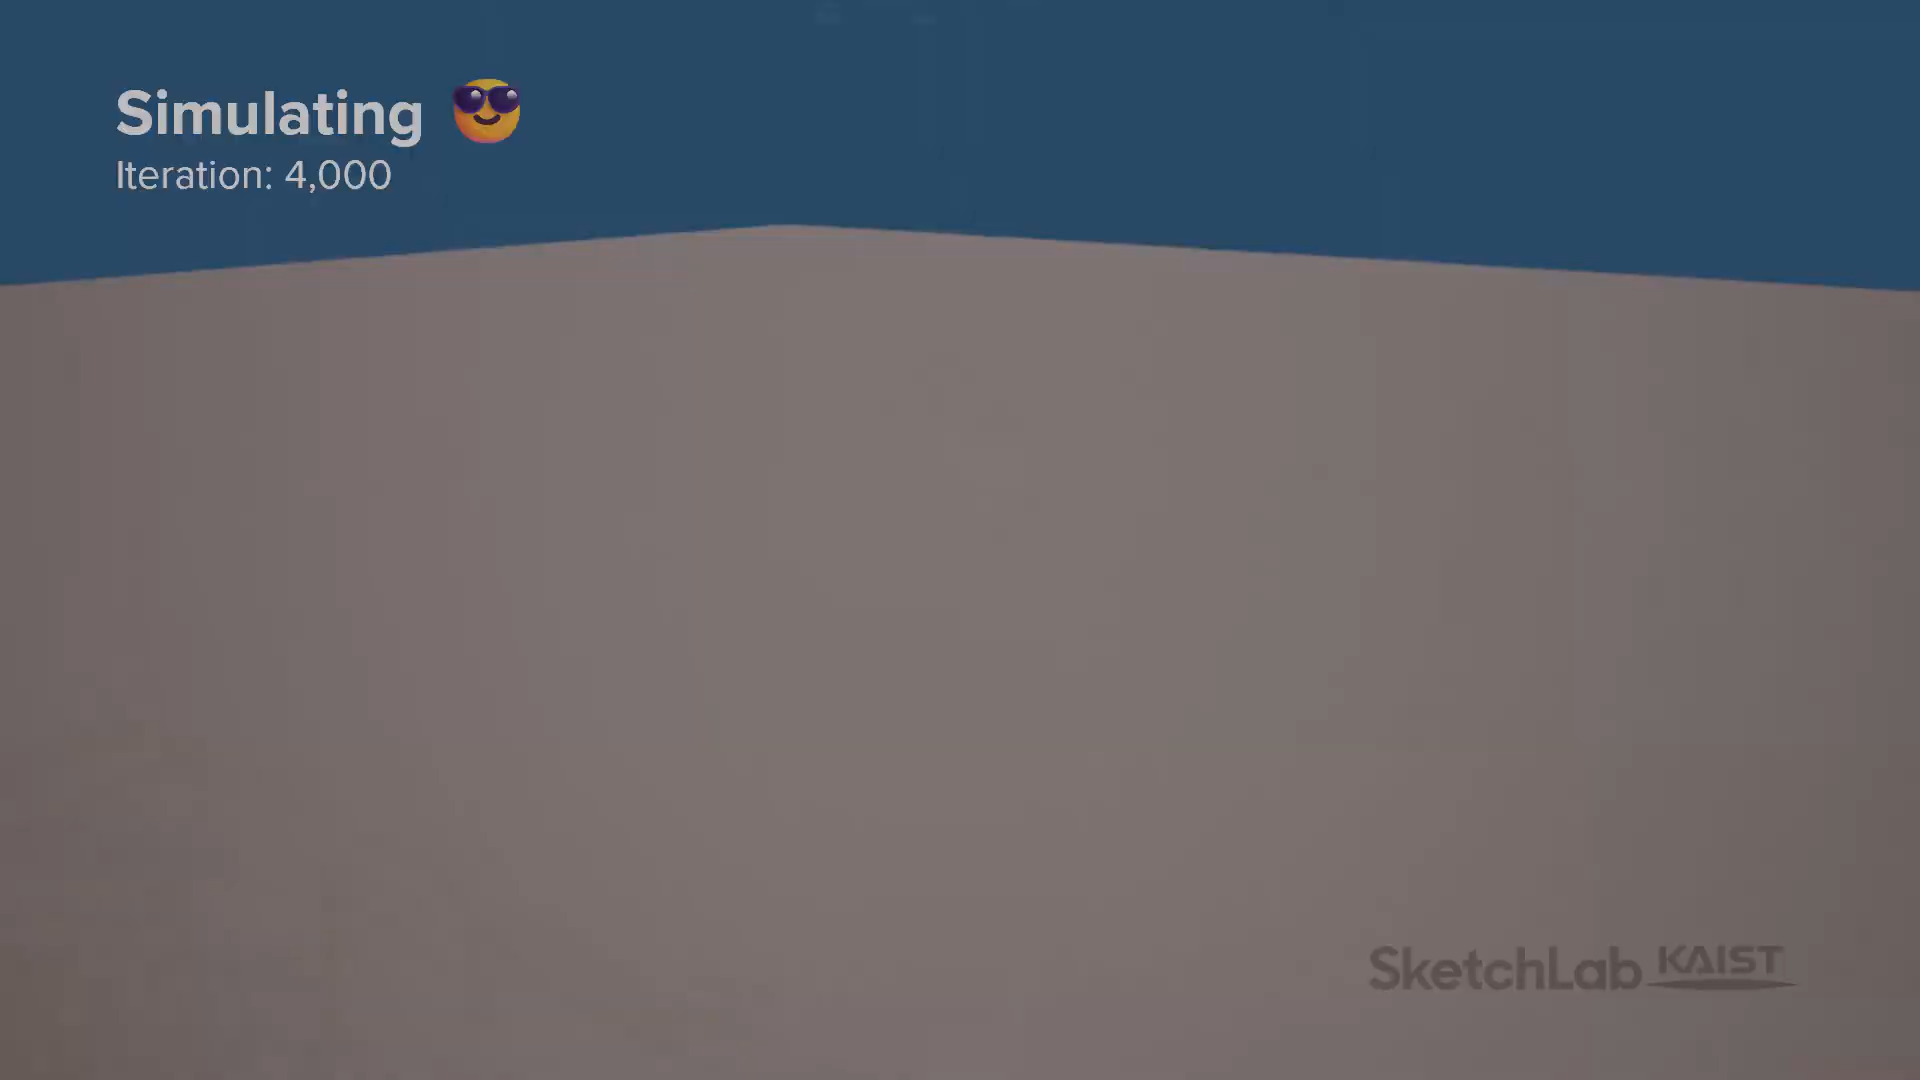 Simulating 😎
Iteration: 4,000
SketchLab KAIST